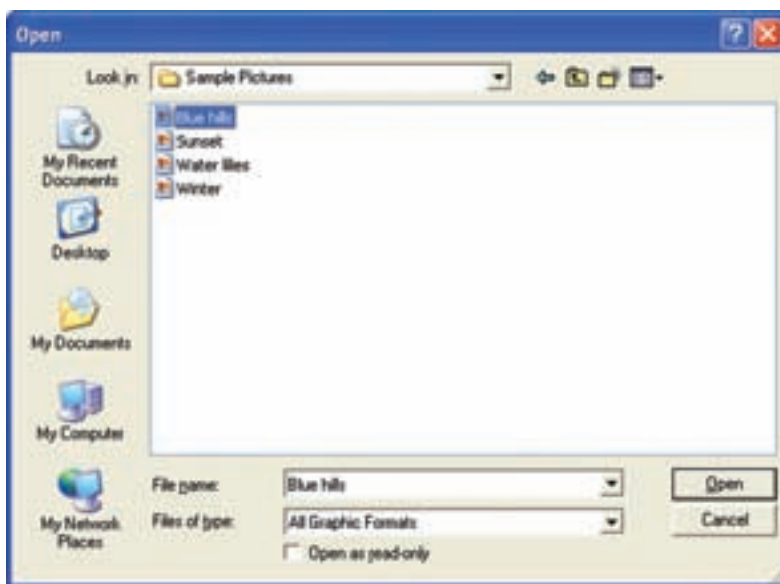 Open
Look in: Sample Pictures
My Recent
Documents
Desktop
My Documents
My Computer
My Network
Places
Blue hills
Sunset
Water lilies
Winter
File name: Blue hills
Open
Files of type: All Graphic Formats
Cancel
Open as read-only